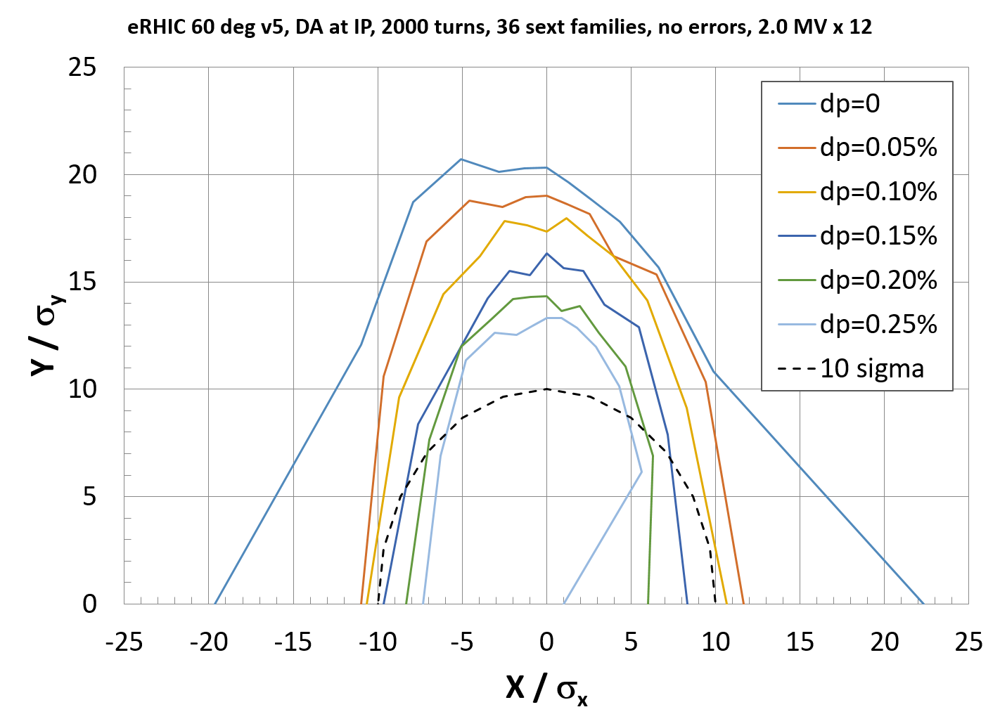 eRHIC 60 deg v5, DA at IP, 2000 turns, 36 sext families, no errors, 2.0 MV x 12
25
20
15
10
5
0
Y / σy
-25 -20 -15 -10 -5 0 5 10 15 20 25
X / σx
dp=0
dp=0.05%
dp=0.10%
dp=0.15%
dp=0.20%
dp=0.25%
10 sigma